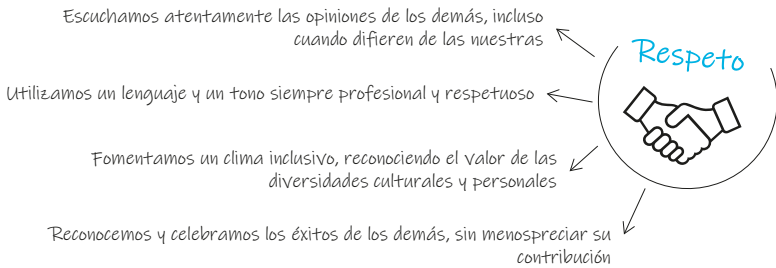 Escuchamos atentamente las opiniones de los demás, incluso
cuando difieren de las nuestras
Respeto
Utilizamos un lenguaje y un tono siempre profesional y respetuoso
Fomentamos un clima inclusivo, reconociendo el valor de las
diversidades culturales y personales
Reconocemos y celebramos los éxitos de los demás, sin menospreciar su
contribución